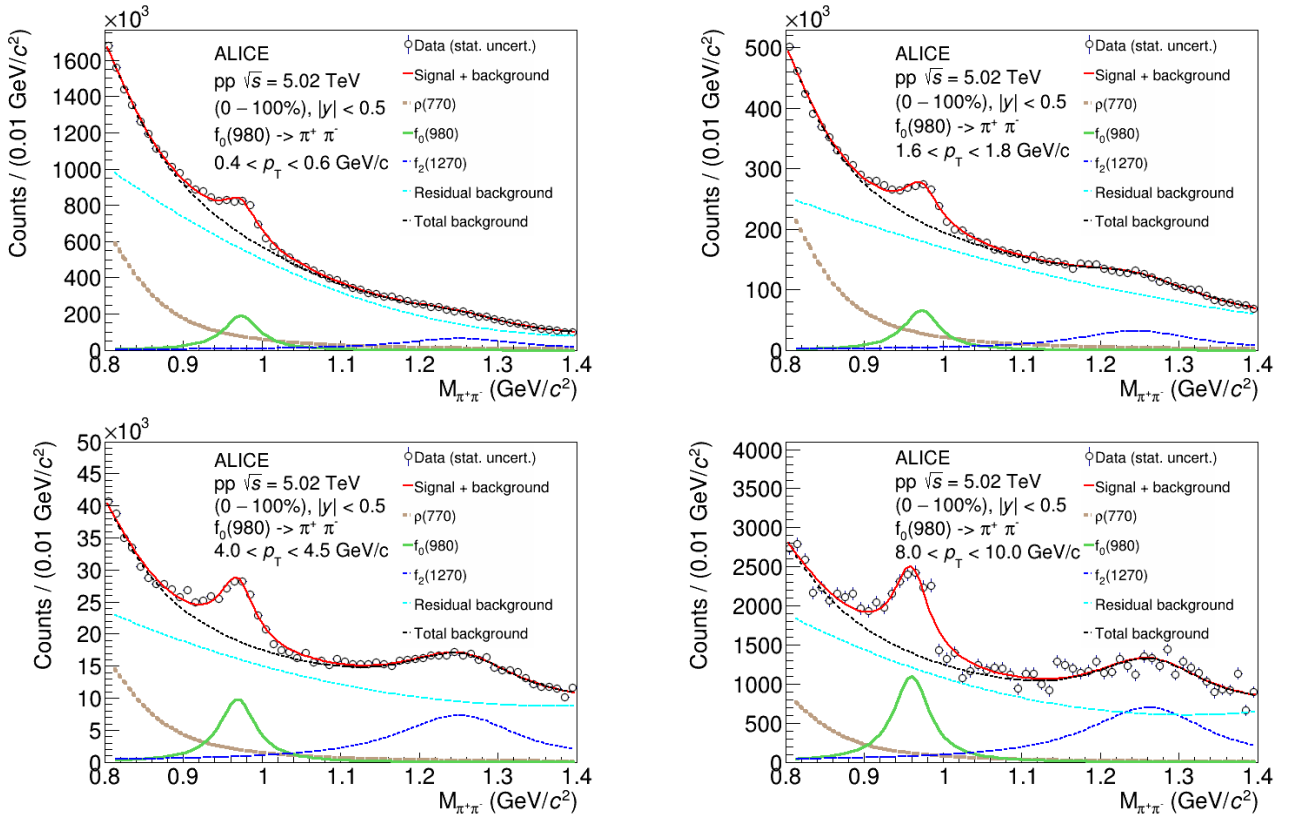 ×10³
Counts / (0.01 GeV/c²)
1600
1400
1200
1000
800
600
400
200
0
ALICE
pp √s = 5.02 TeV
(0 – 100%), |y| < 0.5
f₀(980) -> π⁺ π⁻
0.4 < p_T < 0.6 GeV/c
Data (stat. uncert.)
Signal + background
ρ(770)
f₀(980)
f₂(1270)
Residual background
Total background
0.8 0.9 1 1.1 1.2 1.3 1.4
M_π⁺π⁻ (GeV/c²)
×10³
Counts / (0.01 GeV/c²)
500
400
300
200
100
0
ALICE
pp √s = 5.02 TeV
(0 – 100%), |y| < 0.5
f₀(980) -> π⁺ π⁻
1.6 < p_T < 1.8 GeV/c
Data (stat. uncert.)
Signal + background
ρ(770)
f₀(980)
f₂(1270)
Residual background
Total background
0.8 0.9 1 1.1 1.2 1.3 1.4
M_π⁺π⁻ (GeV/c²)
×10³
Counts / (0.01 GeV/c²)
50
45
40
35
30
25
20
15
10
5
0
ALICE
pp √s = 5.02 TeV
(0 – 100%), |y| < 0.5
f₀(980) -> π⁺ π⁻
4.0 < p_T < 4.5 GeV/c
Data (stat. uncert.)
Signal + background
ρ(770)
f₀(980)
f₂(1270)
Residual background
Total background
0.8 0.9 1 1.1 1.2 1.3 1.4
M_π⁺π⁻ (GeV/c²)
Counts / (0.01 GeV/c²)
4000
3500
3000
2500
2000
1500
1000
500
0
ALICE
pp √s = 5.02 TeV
(0 – 100%), |y| < 0.5
f₀(980) -> π⁺ π⁻
8.0 < p_T < 10.0 GeV/c
Data (stat. uncert.)
Signal + background
ρ(770)
f₀(980)
f₂(1270)
Residual background
Total background
0.8 0.9 1 1.1 1.2 1.3 1.4
M_π⁺π⁻ (GeV/c²)